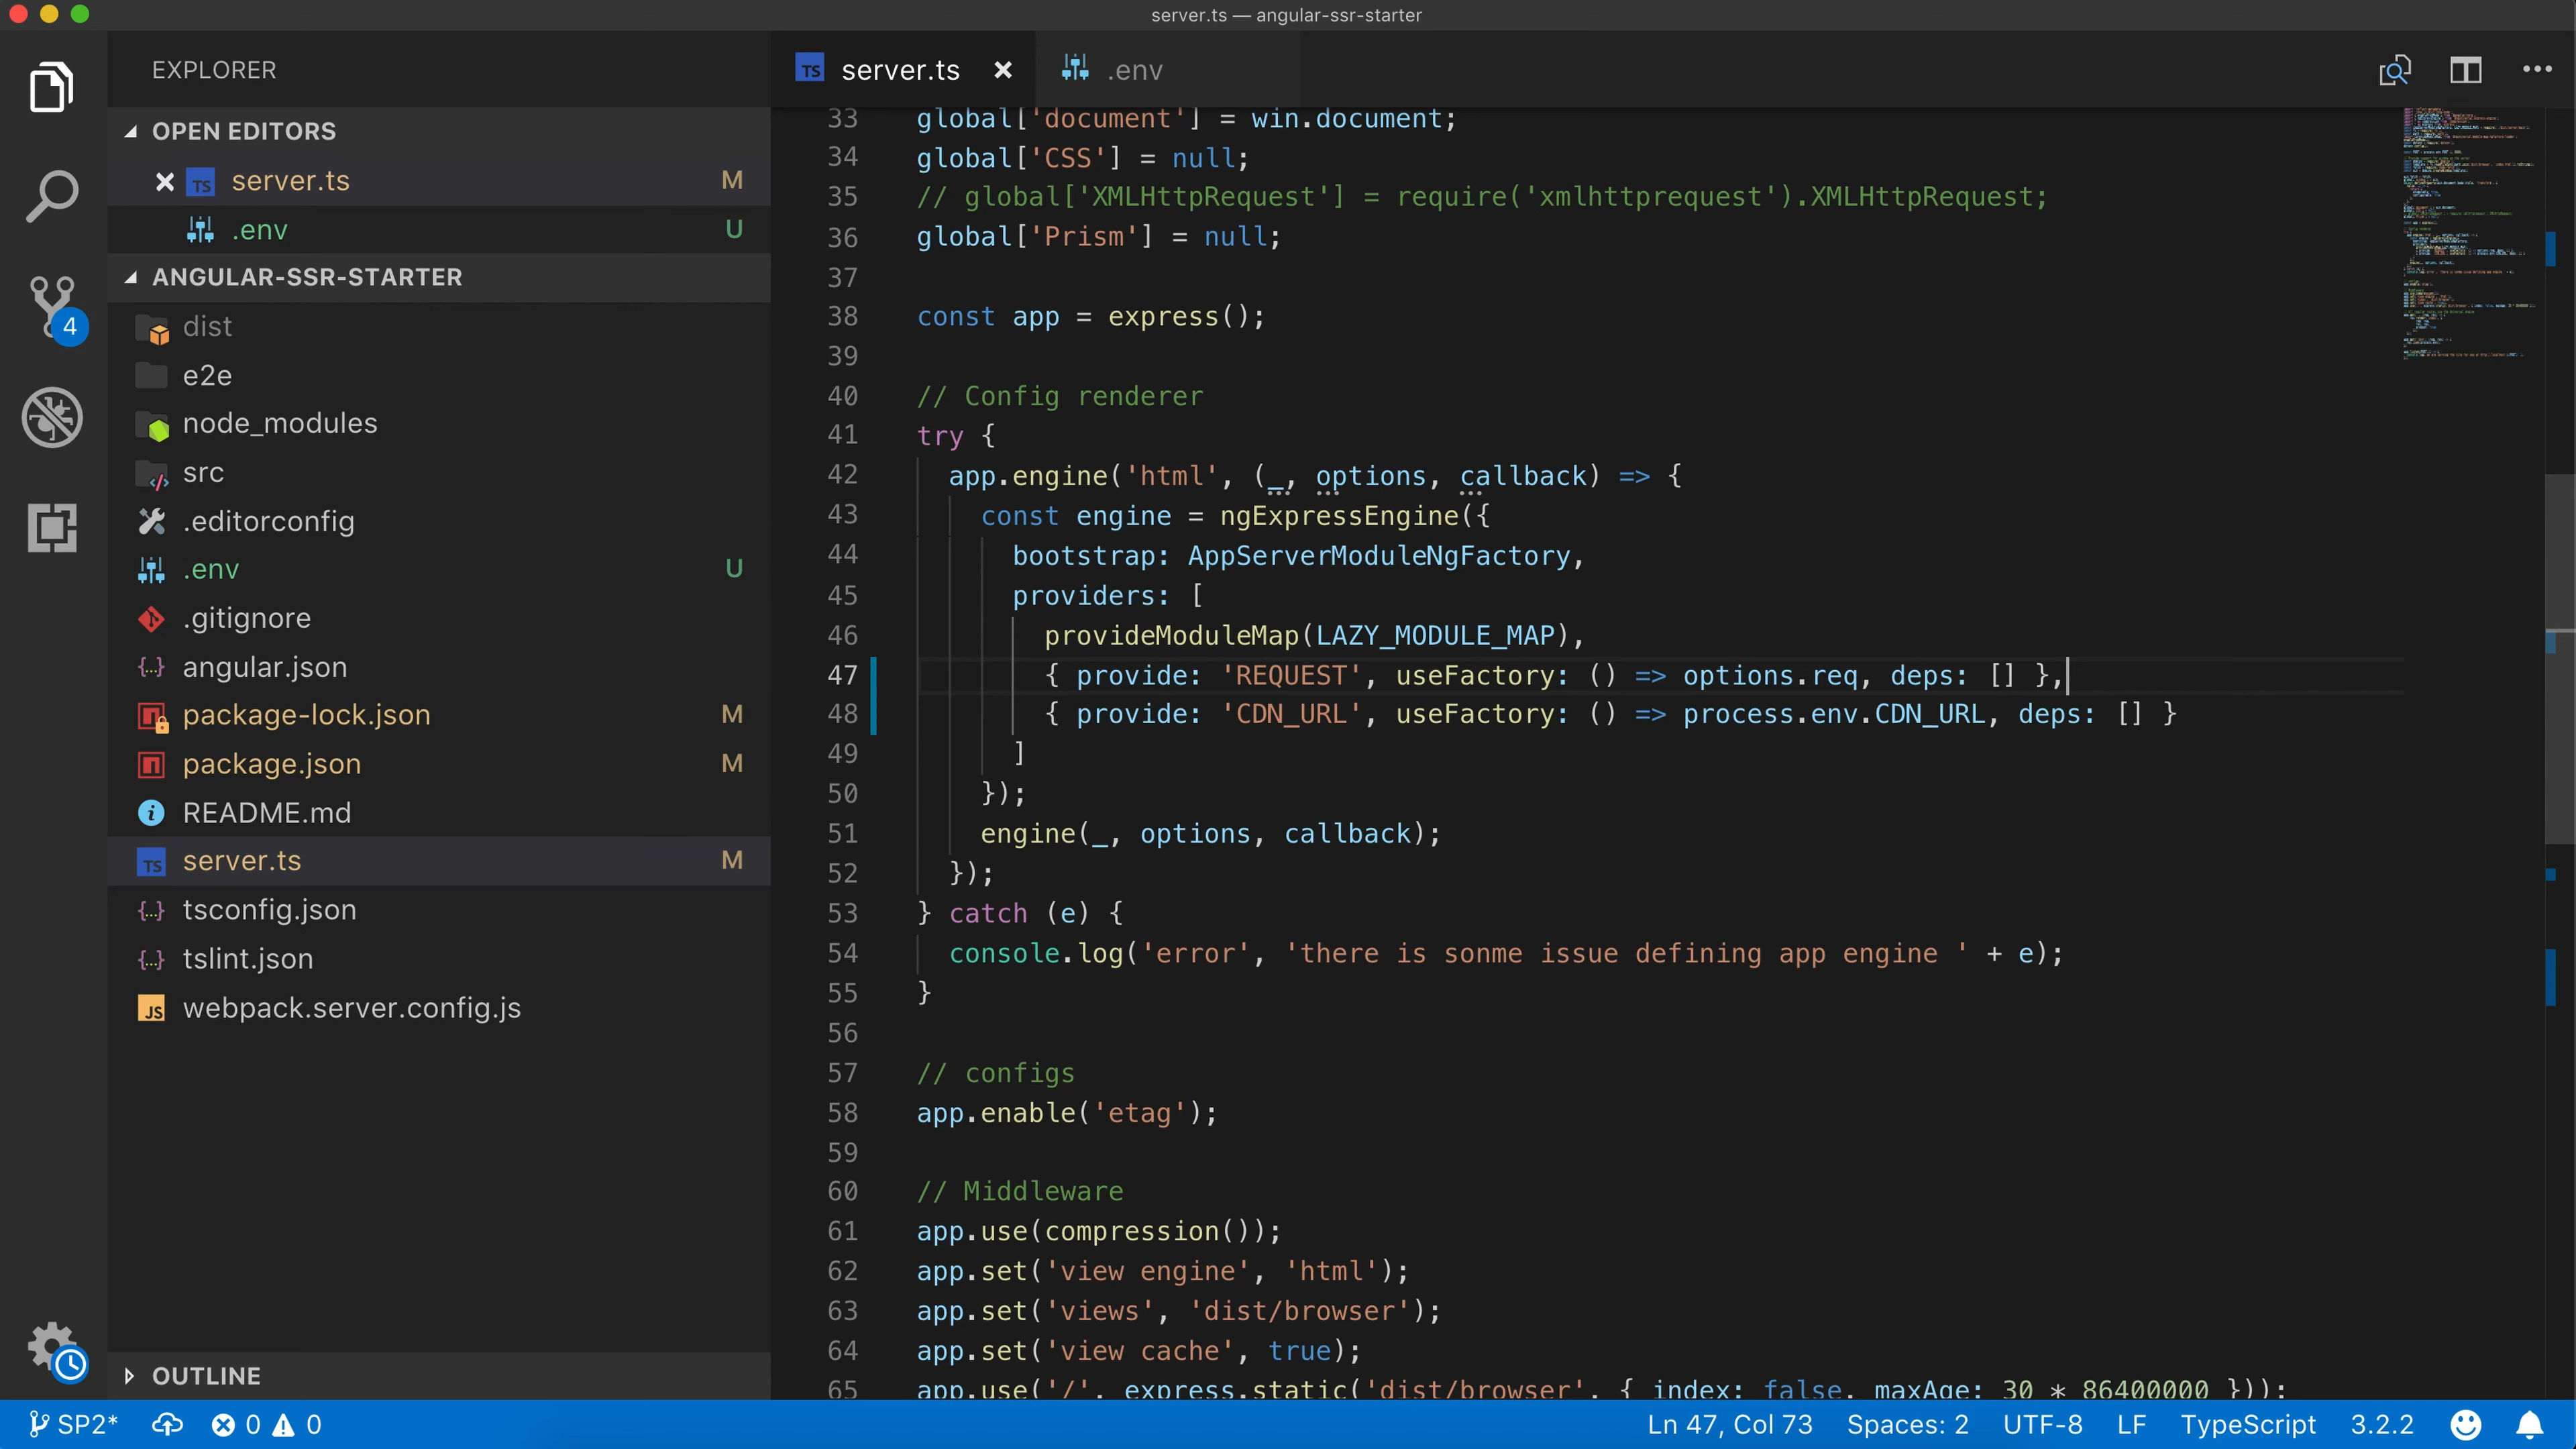 server.ts — angular-ssr-starter
EXPLORER
OPEN EDITORS
server.ts M
.env U
ANGULAR-SSR-STARTER
dist
e2e
node_modules
src
.editorconfig
.env U
.gitignore
angular.json
package-lock.json M
package.json M
README.md
server.ts M
tsconfig.json
tslint.json
webpack.server.config.js
OUTLINE
4
server.ts
.env
33 global['document'] = win.document;
34 global['CSS'] = null;
35 // global['XMLHttpRequest'] = require('xmlhttprequest').XMLHttpRequest;
36 global['Prism'] = null;
37
38 const app = express();
39
40 // Config renderer
41 try {
42 app.engine('html', (_, options, callback) => {
43 const engine = ngExpressEngine({
44 bootstrap: AppServerModuleNgFactory,
45 providers: [
46 provideModuleMap(LAZY_MODULE_MAP),
47 { provide: 'REQUEST', useFactory: () => options.req, deps: [] },
48 { provide: 'CDN_URL', useFactory: () => process.env.CDN_URL, deps: [] }
49 ]
50 });
51 engine(_, options, callback);
52 });
53 } catch (e) {
54 console.log('error', 'there is sonme issue defining app engine ' + e);
55 }
56
57 // configs
58 app.enable('etag');
59
60 // Middleware
61 app.use(compression());
62 app.set('view engine', 'html');
63 app.set('views', 'dist/browser');
64 app.set('view cache', true);
65 app.use('/', express.static('dist/browser', { index: false, maxAge: 30 * 86400000 }));
SP2* 0 0 Ln 47, Col 73 Spaces: 2 UTF-8 LF TypeScript 3.2.2